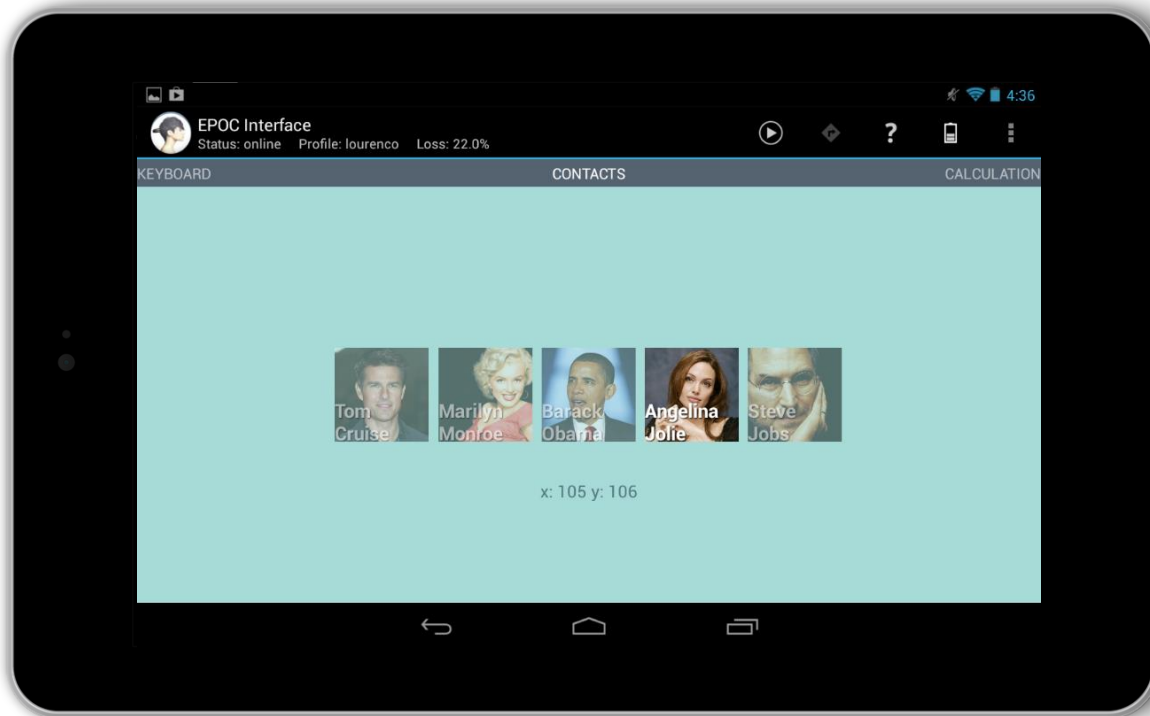 4:36
EPOC Interface
Status: online Profile: lourenco Loss: 22.0%
?
KEYBOARD CONTACTS CALCULATION
Tom Cruise
Marilyn Monroe
Barack Obama
Angelina Jolie
Steve Jobs
x: 105 y: 106